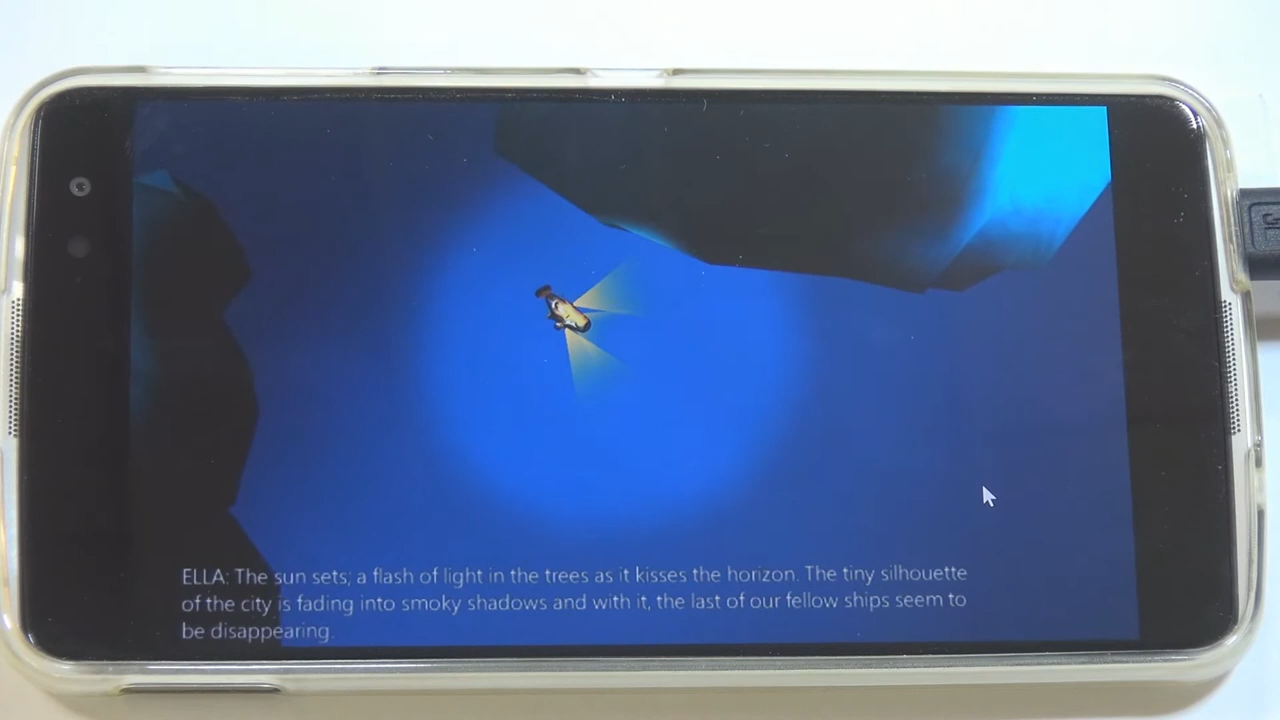 ELLA: The sun sets; a flash of light in the trees as it kisses the horizon. The tiny silhouette
of the city is fading into smoky shadows and with it, the last of our fellow ships seem to
be disappearing.